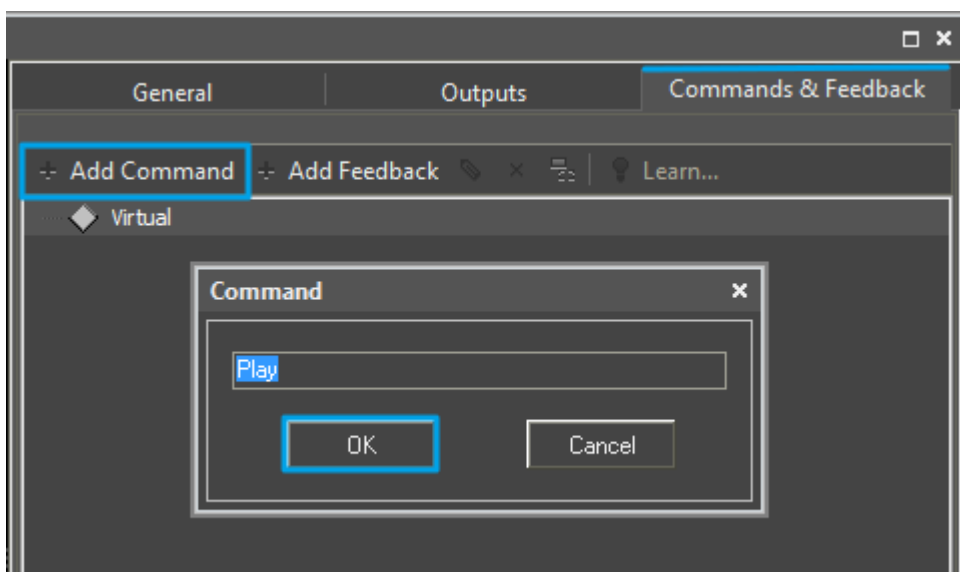 General Outputs Commands & Feedback
Add Command Add Feedback Learn...
Virtual
Command
Play
OK Cancel